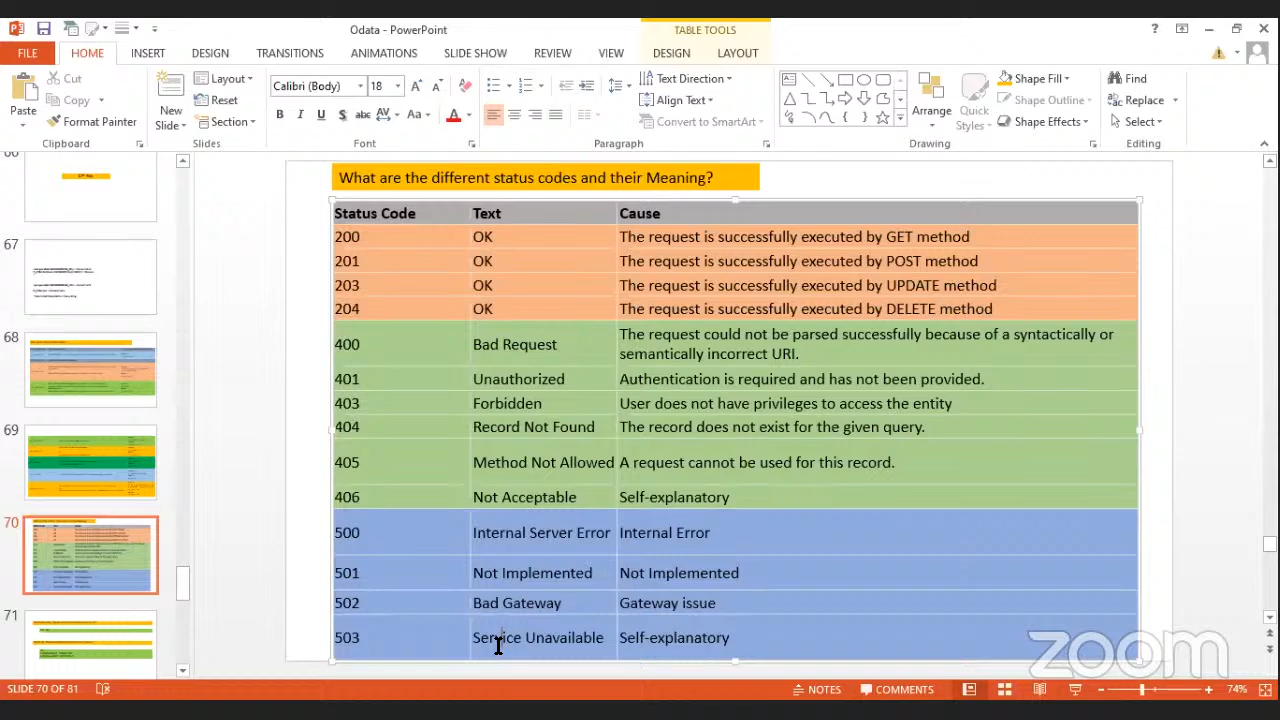 Odata - PowerPoint
TABLE TOOLS
FILE HOME INSERT DESIGN TRANSITIONS ANIMATIONS SLIDE SHOW REVIEW VIEW DESIGN LAYOUT
Paste
Cut
Copy
Format Painter
Clipboard
New Slide
Layout
Reset
Section
Slides
Calibri (Body) 18
B I U S abc AV Aa A
Font
Text Direction
Align Text
Convert to SmartArt
Paragraph
Arrange
Quick Styles
Shape Fill
Shape Outline
Shape Effects
Drawing
Find
Replace
Select
Editing
67
68
69
70
71
What are the different status codes and their Meaning?
Status Code Text Cause
200 OK The request is successfully executed by GET method
201 OK The request is successfully executed by POST method
203 OK The request is successfully executed by UPDATE method
204 OK The request is successfully executed by DELETE method
400 Bad Request The request could not be parsed successfully because of a syntactically or
semantically incorrect URI.
401 Unauthorized Authentication is required and has not been provided.
403 Forbidden User does not have privileges to access the entity
404 Record Not Found The record does not exist for the given query.
405 Method Not Allowed A request cannot be used for this record.
406 Not Acceptable Self-explanatory
500 Internal Server Error Internal Error
501 Not Implemented Not Implemented
502 Bad Gateway Gateway issue
503 Service Unavailable Self-explanatory
zoom
SLIDE 70 OF 81
NOTES COMMENTS 74%